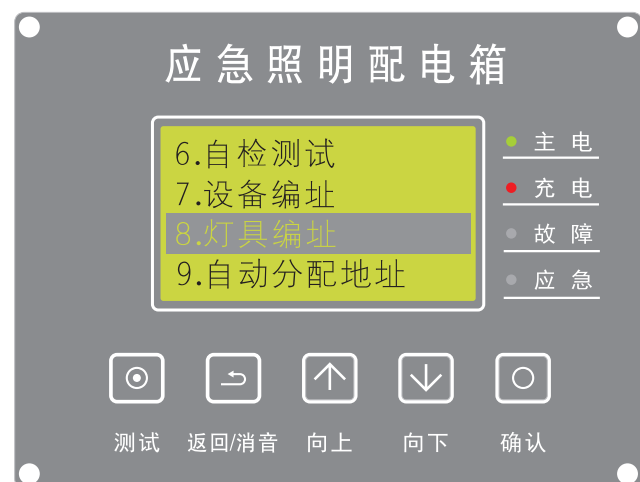 应急照明配电箱
6.自检测试
7.设备编址
8.灯具编址
9.自动分配地址
主电
充电
故障
应急
测试 返回/消音 向上 向下 确认